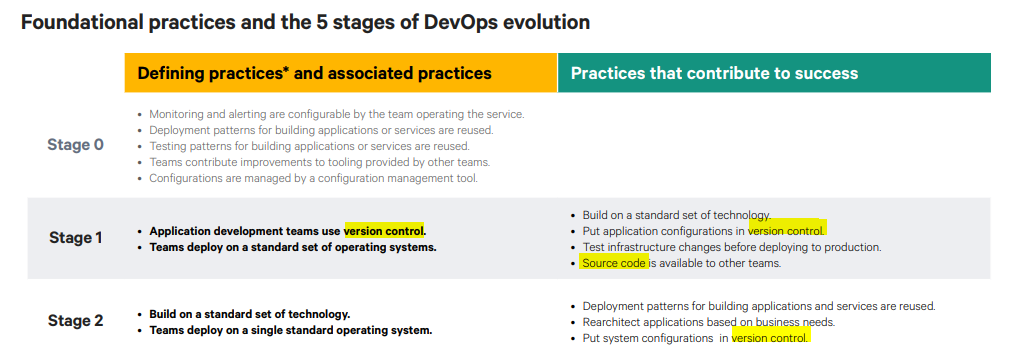 Foundational practices and the 5 stages of DevOps evolution
Defining practices* and associated practices
Practices that contribute to success
Stage 0
• Monitoring and alerting are configurable by the team operating the service.
• Deployment patterns for building applications or services are reused.
• Testing patterns for building applications or services are reused.
• Teams contribute improvements to tooling provided by other teams.
• Configurations are managed by a configuration management tool.
Stage 1
• Application development teams use version control.
• Teams deploy on a standard set of operating systems.
• Build on a standard set of technology.
• Put application configurations in version control.
• Test infrastructure changes before deploying to production.
• Source code is available to other teams.
Stage 2
• Build on a standard set of technology.
• Teams deploy on a single standard operating system.
• Deployment patterns for building applications and services are reused.
• Rearchitect applications based on business needs.
• Put system configurations in version control.